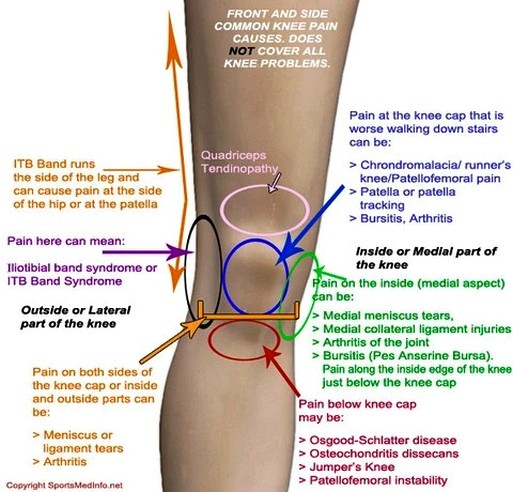 FRONT AND SIDE
COMMON KNEE PAIN
CAUSES. DOES
NOT COVER ALL
KNEE PROBLEMS.
Pain at the knee cap that is
worse walking down stairs
can be:
> Chrondromalacia/ runner's
knee/Patellofemoral pain
> Patella or patella
tracking
> Bursitis, Arthritis
Quadriceps
Tendinopathy
ITB Band runs
the side of the leg and
can cause pain at the side
of the hip or at the patella
Pain here can mean:
Iliotibial band syndrome or
ITB Band Syndrome
Outside or Lateral
part of the knee
Inside or Medial part of
the knee
Pain on the inside (medial aspect)
can be:
> Medial meniscus tears,
> Medial collateral ligament injuries
> Arthritis of the joint
> Bursitis (Pes Anserine Bursa).
Pain along the inside edge of the knee
just below the knee cap
Pain on both sides of
the knee cap or inside
and outside parts can
be:
> Meniscus or
ligament tears
> Arthritis
Pain below knee cap
may be:
> Osgood-Schlatter disease
> Osteochondritis dissecans
> Jumper's Knee
> Patellofemoral instability
Copyright SportsMedInfo.net